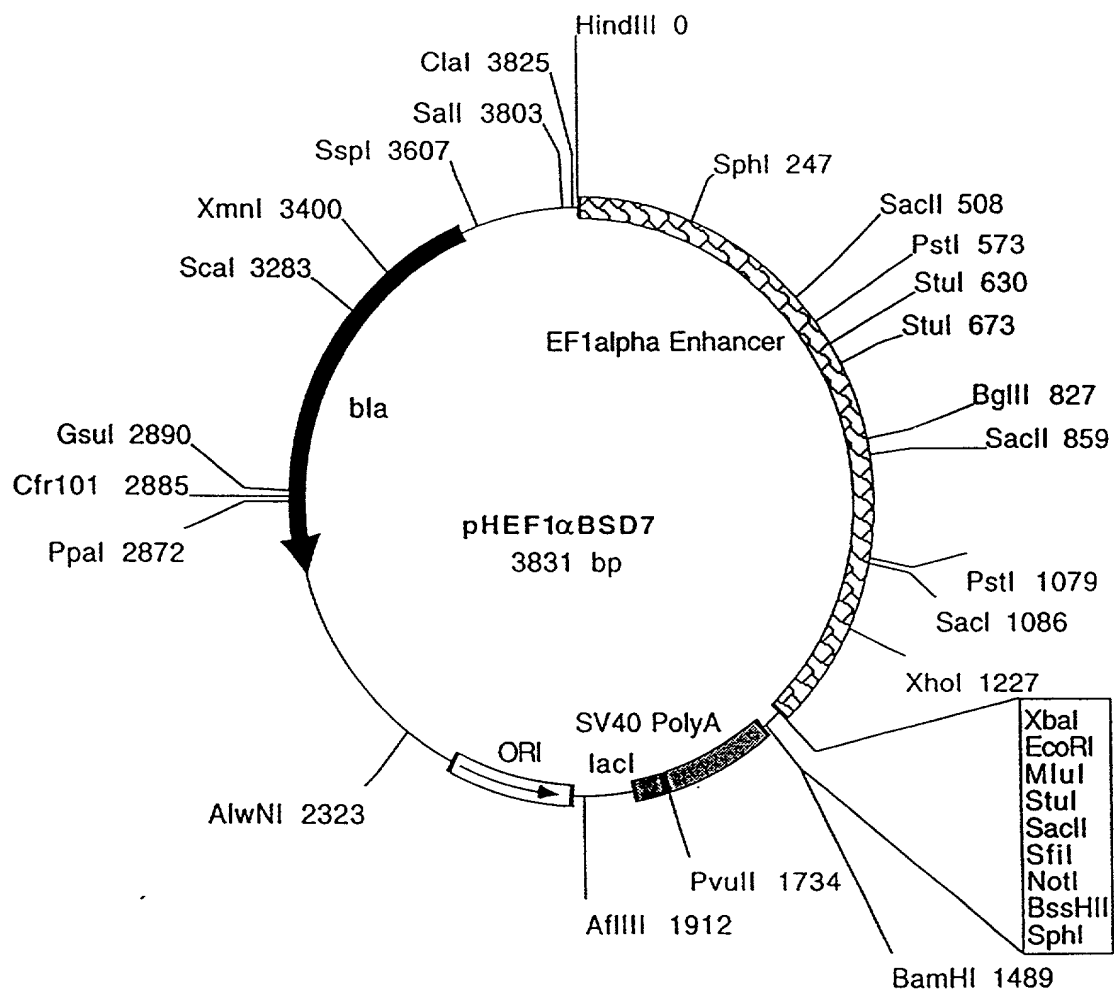 HindIII 0
ClaI 3825
SalI 3803
SspI 3607
XmnI 3400
ScaI 3283
SphI 247
SacII 508
PstI 573
StuI 630
StuI 673
EF1alpha Enhancer
bla
BglII 827
SacII 859
GsuI 2890
Cfr101 2885
PpaI 2872
pHEF1αBSD7
3831 bp
PstI 1079
SacI 1086
XhoI 1227
SV40 PolyA
lacI
ORI
AlwNI 2323
PvuII 1734
AflIII 1912
BamHI 1489
XbaI
EcoRI
MluI
StuI
SacII
SfiI
NotI
BssHII
SphI